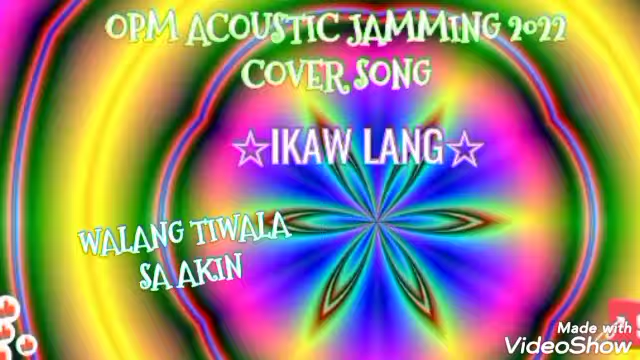 OPM ACOUSTIC JAMMING 2022
COVER SONG
☆IKAW LANG☆
WALANG TIWALA
SA AKIN
Made with
VideoShow